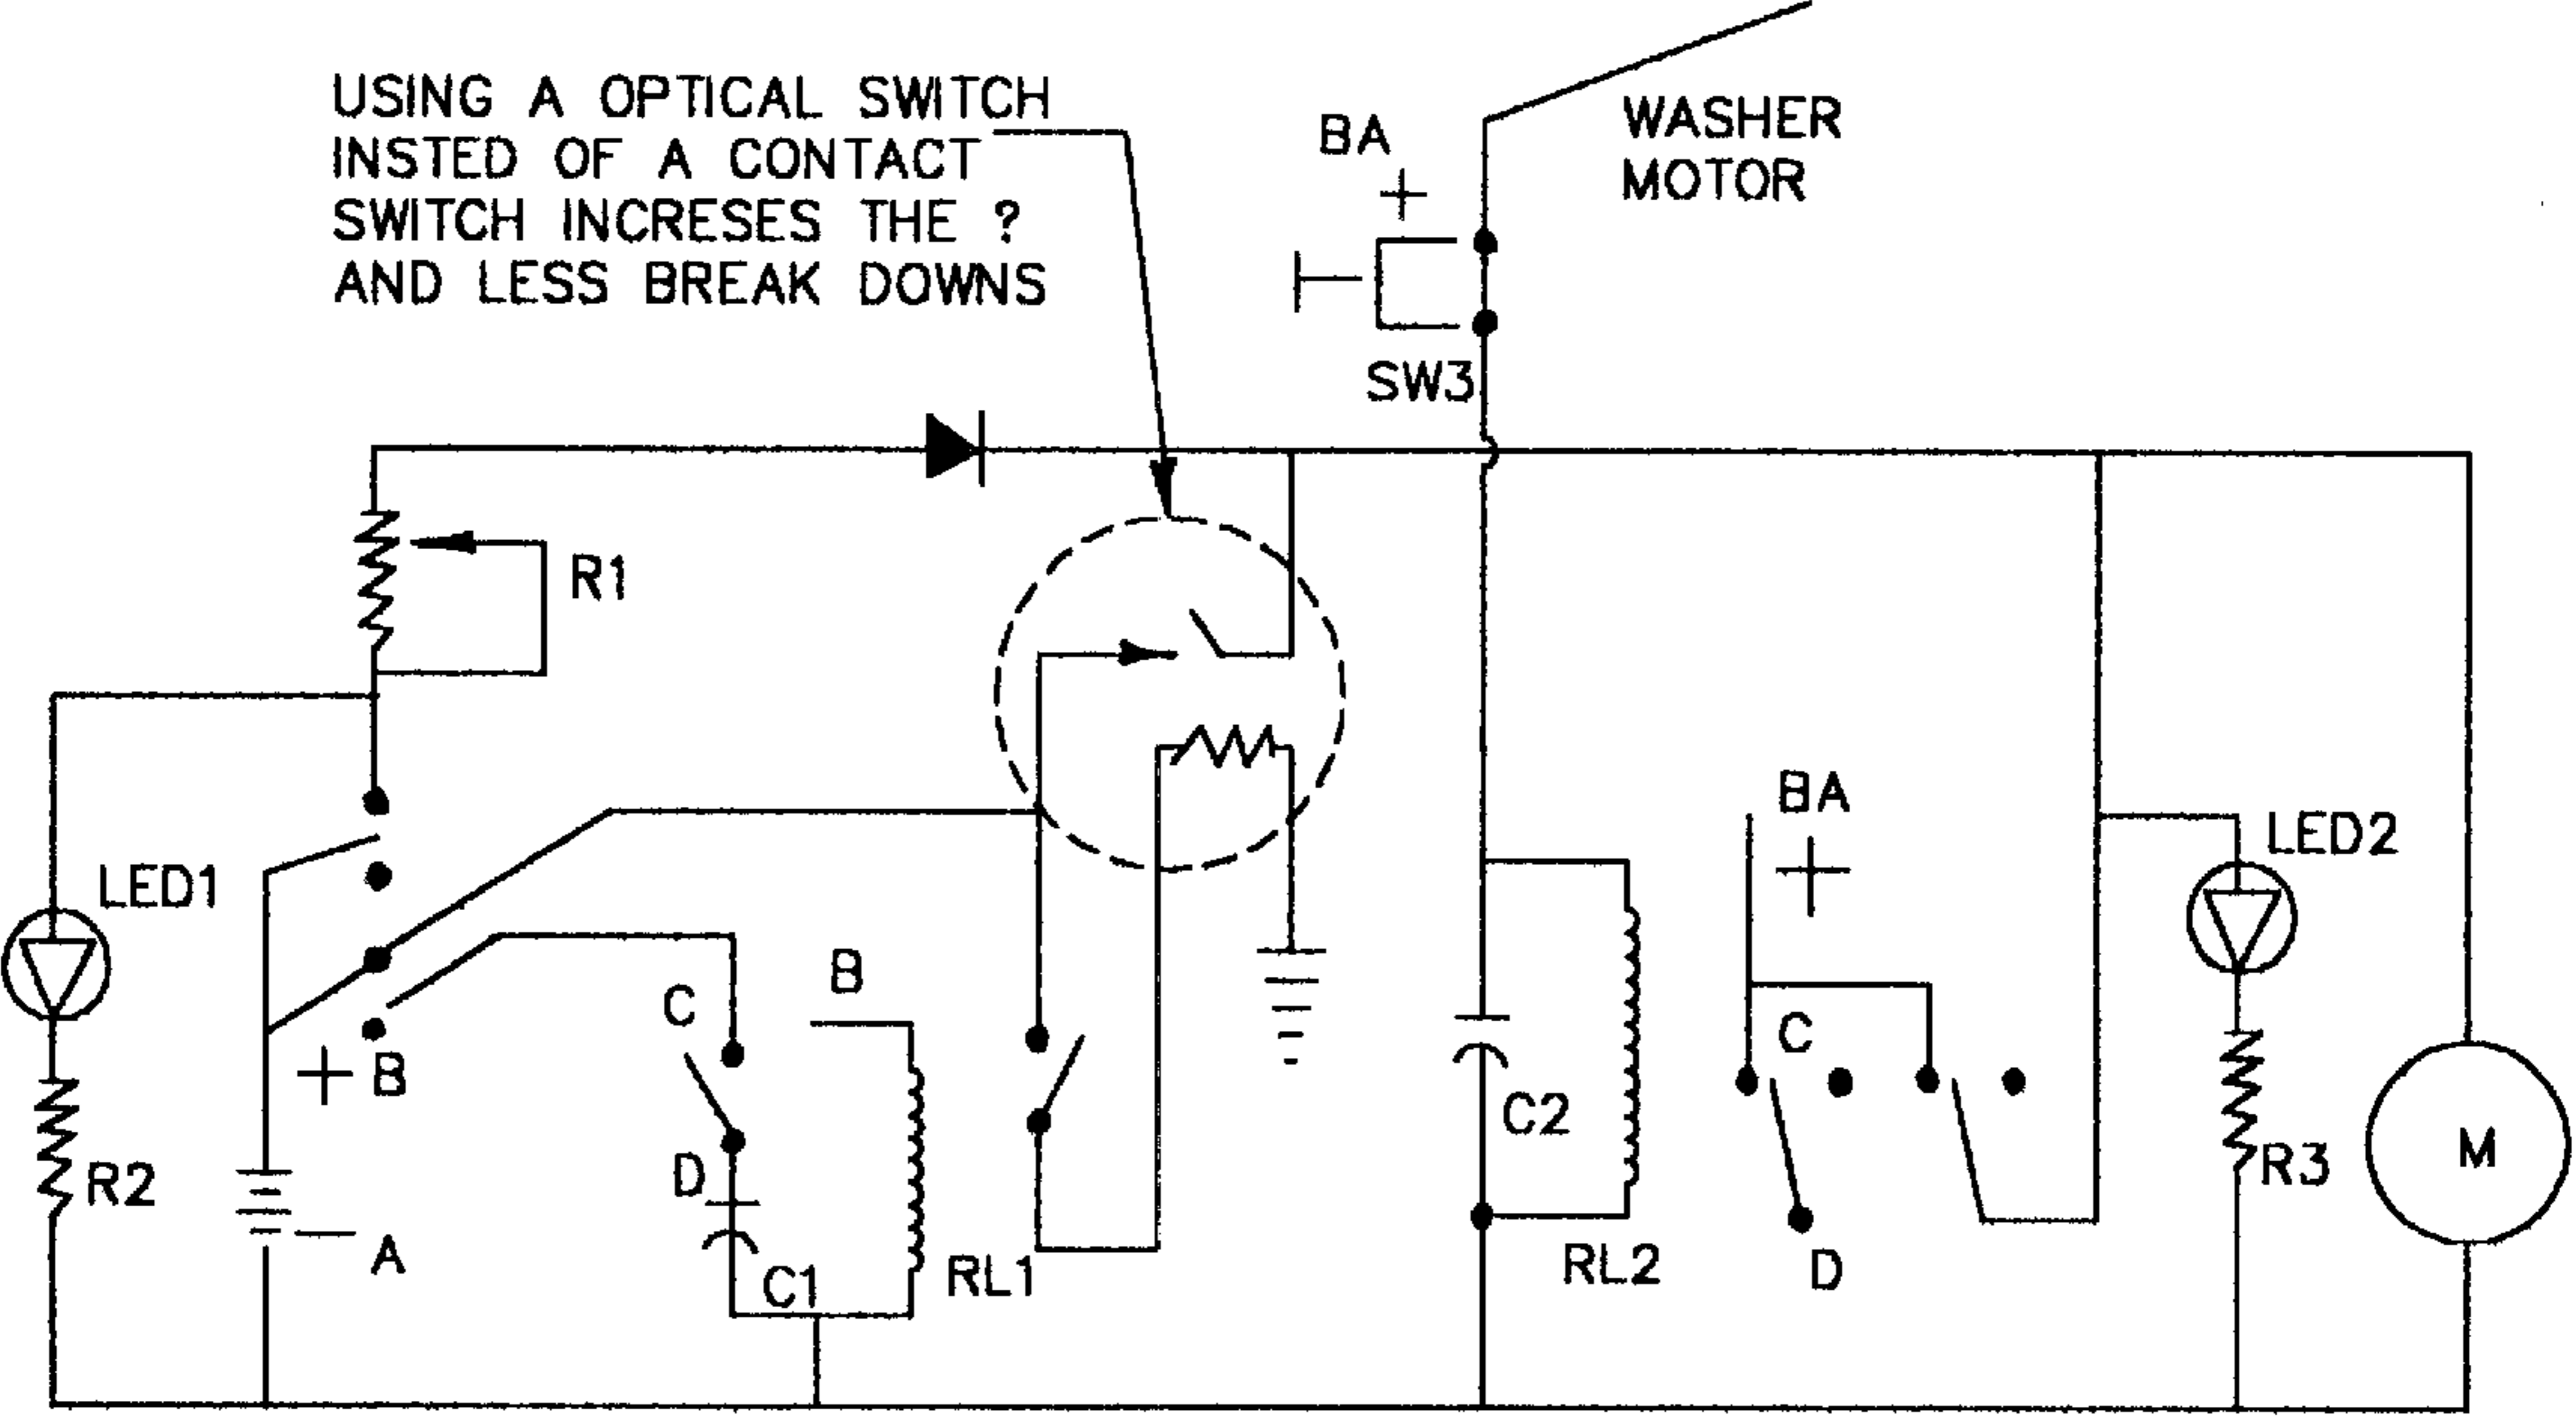 USING A OPTICAL SWITCH
INSTED OF A CONTACT
SWITCH INCRESES THE ?
AND LESS BREAK DOWNS
BA
+
WASHER
MOTOR
SW3
R1
LED1
BA
+
LED2
C
B
+ B
C
D
C2
R2
R3
M
A
C1
RL1
RL2
D